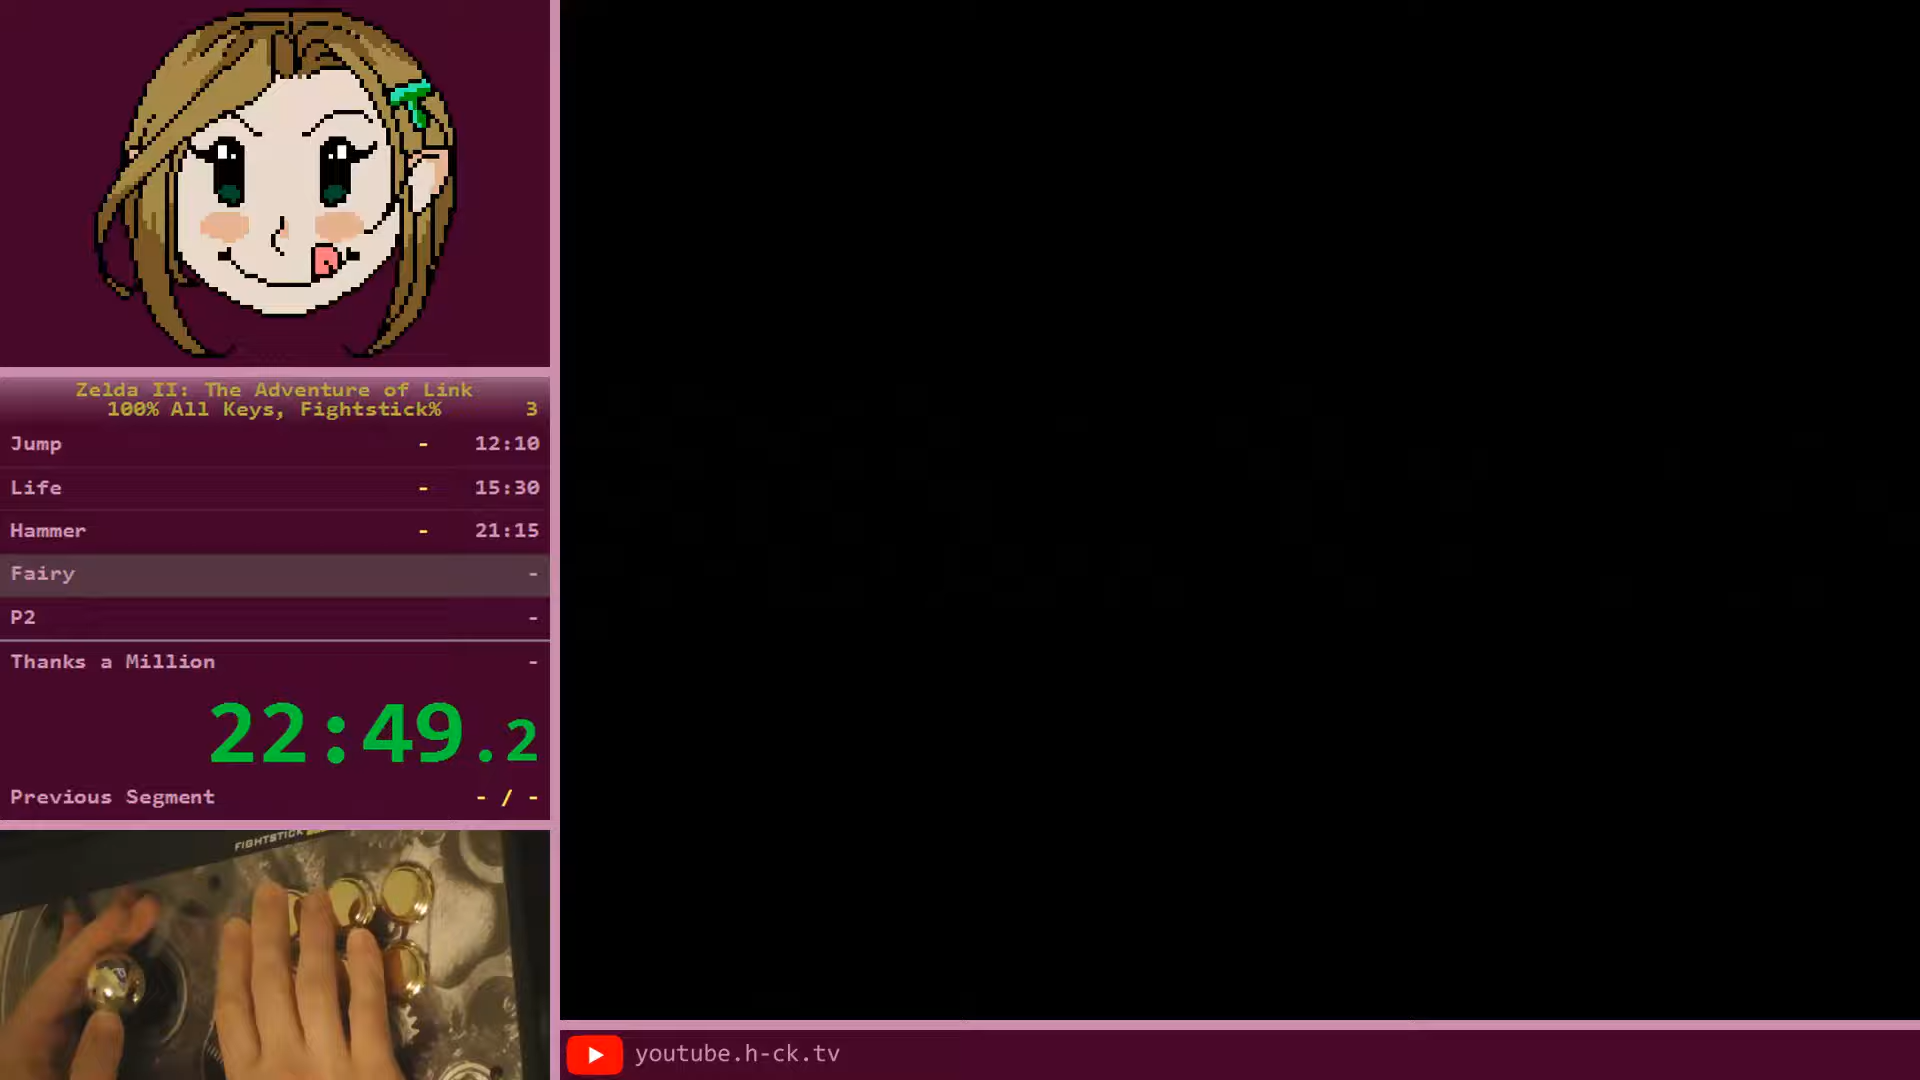 Zelda II: The Adventure of Link
100% All Keys, Fightstick% 3
Jump - 12:10
Life - 15:30
Hammer - 21:15
Fairy -
P2 -
Thanks a Million -
22:49.2
Previous Segment - / -
FIGHTSTICK
youtube.h-ck.tv